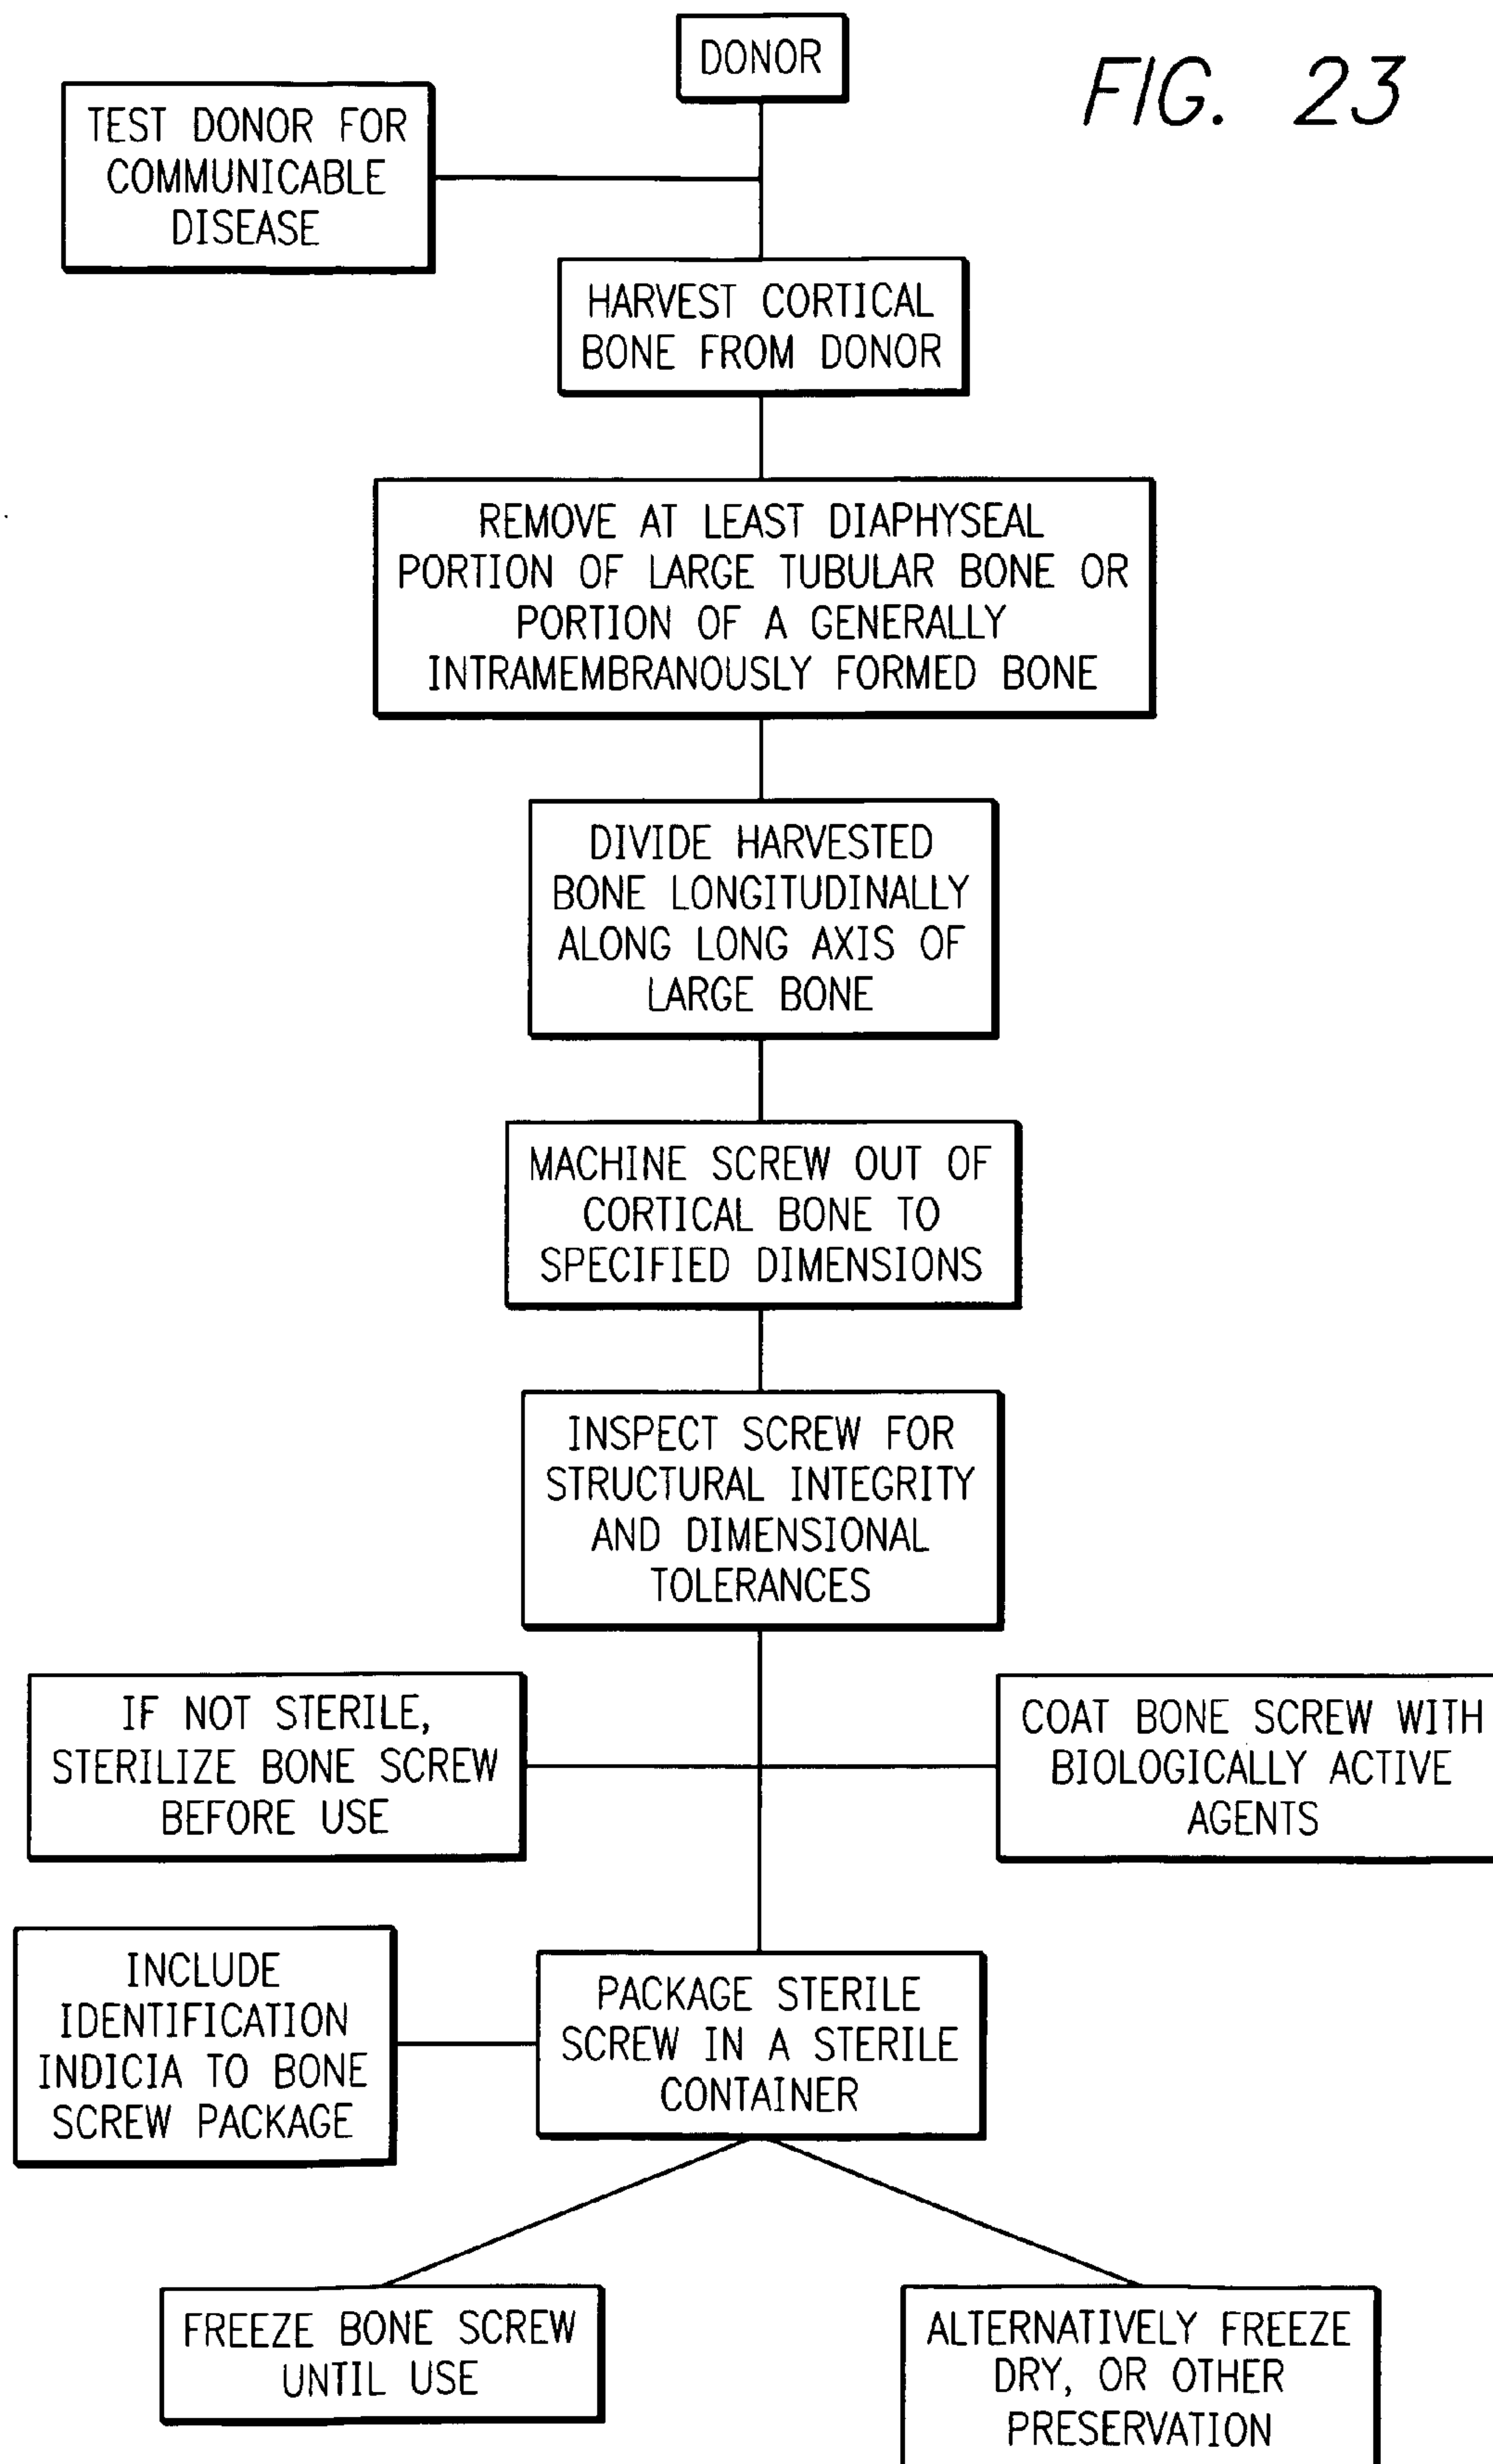 DONOR
FIG. 23
TEST DONOR FOR
COMMUNICABLE
DISEASE
HARVEST CORTICAL
BONE FROM DONOR
REMOVE AT LEAST DIAPHYSEAL
PORTION OF LARGE TUBULAR BONE OR
PORTION OF A GENERALLY
INTRAMEMBRANOUSLY FORMED BONE
DIVIDE HARVESTED
BONE LONGITUDINALLY
ALONG LONG AXIS OF
LARGE BONE
MACHINE SCREW OUT OF
CORTICAL BONE TO
SPECIFIED DIMENSIONS
INSPECT SCREW FOR
STRUCTURAL INTEGRITY
AND DIMENSIONAL
TOLERANCES
IF NOT STERILE,
STERILIZE BONE SCREW
BEFORE USE
COAT BONE SCREW WITH
BIOLOGICALLY ACTIVE
AGENTS
INCLUDE
IDENTIFICATION
INDICIA TO BONE
SCREW PACKAGE
PACKAGE STERILE
SCREW IN A STERILE
CONTAINER
FREEZE BONE SCREW
UNTIL USE
ALTERNATIVELY FREEZE
DRY, OR OTHER
PRESERVATION